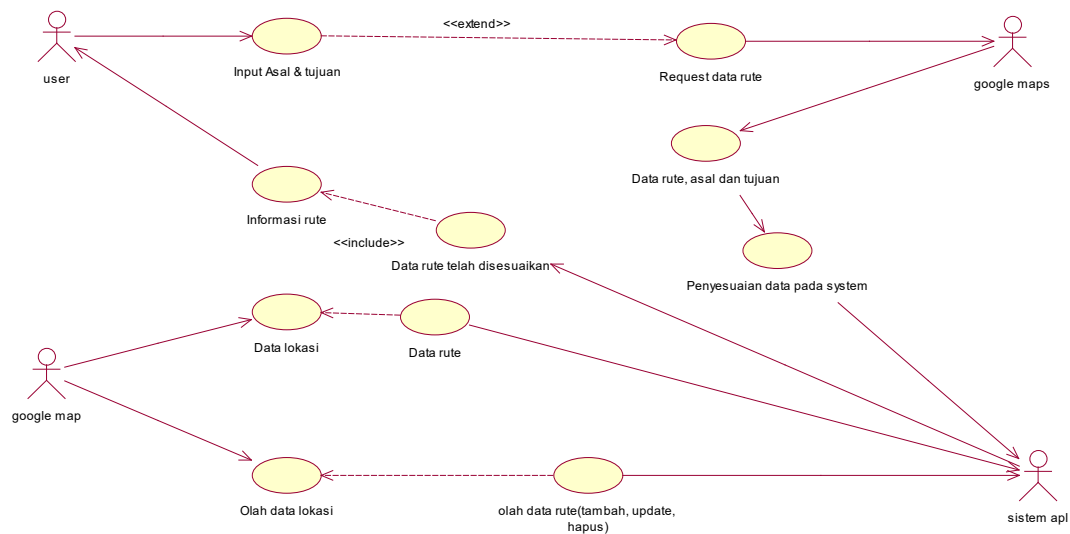 <<extend>>
user
Input Asal & tujuan
Request data rute
google maps
Data rute, asal dan tujuan
Informasi rute
<<include>>
Data rute telah disesuaikan
Penyesuaian data pada system
Data lokasi
Data rute
google map
Olah data lokasi
olah data rute(tambah, update,
hapus)
sistem apl